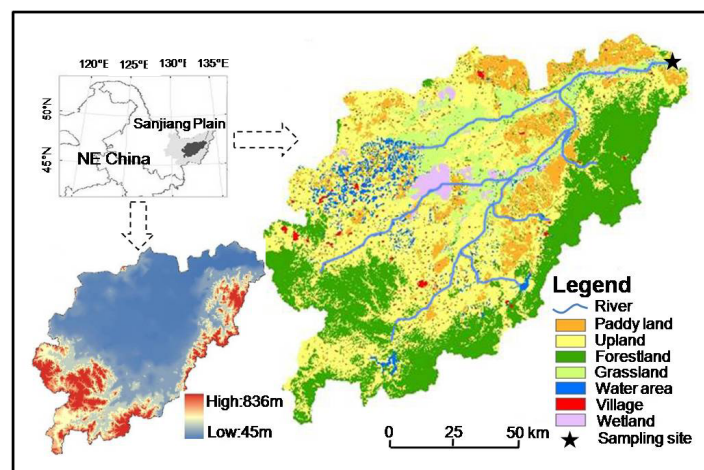 120°E 125°E 130°E 135°E
50°N
45°N
Sanjiang Plain
NE China
High:836m
Low:45m
Legend
River
Paddy land
Upland
Forestland
Grassland
Water area
Village
Wetland
Sampling site
0 25 50 km